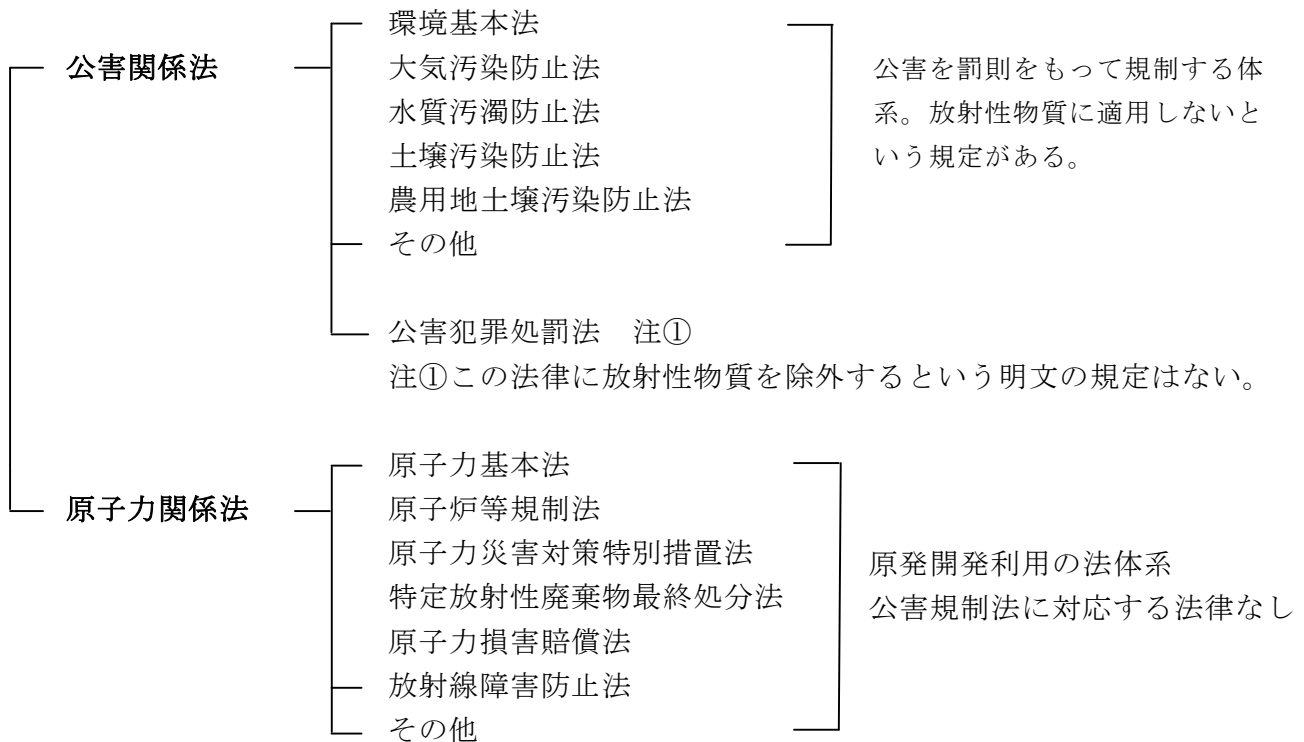 環境基本法
公害関係法
大気汚染防止法
水質汚濁防止法
土壌汚染防止法
農用地土壌汚染防止法
その他
公害を罰則をもって規制する体
系。放射性物質に適用しないと
いう規定がある。
公害犯罪処罰法 注①
注①この法律に放射性物質を除外するという明文の規定はない。
原子力基本法
原子力関係法
原子炉等規制法
原子力災害対策特別措置法
特定放射性廃棄物最終処分法
原子力損害賠償法
放射線障害防止法
その他
原発開発利用の法体系
公害規制法に対応する法律なし